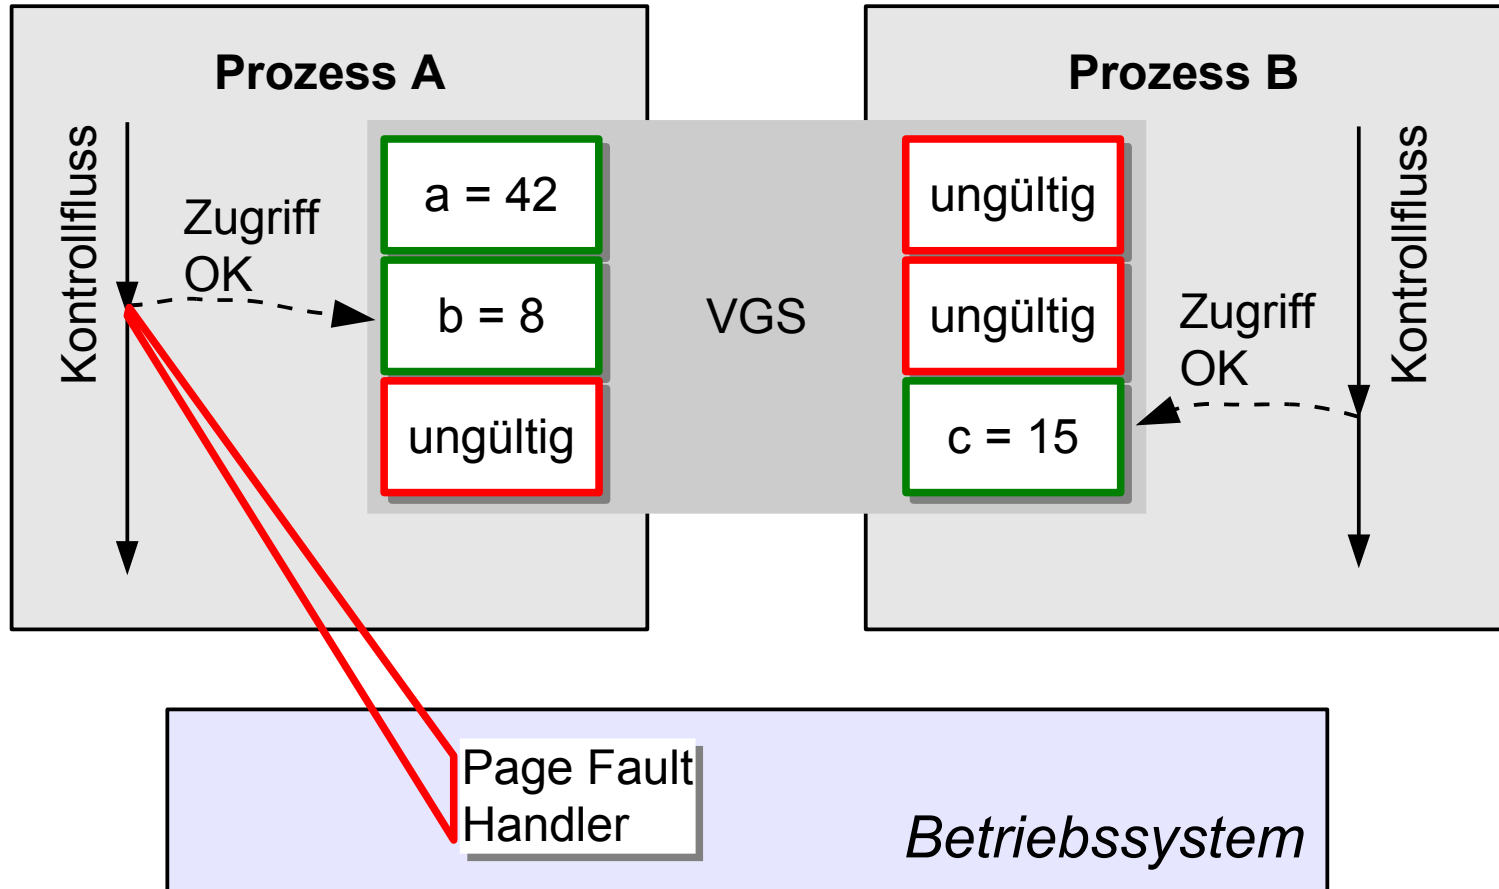 Prozess A
Kontrollfluss
Zugriff
OK
a = 42
b = 8
ungültig
VGS
Prozess B
ungültig
ungültig
c = 15
Zugriff
OK
Kontrollfluss
Page Fault
Handler
Betriebssystem